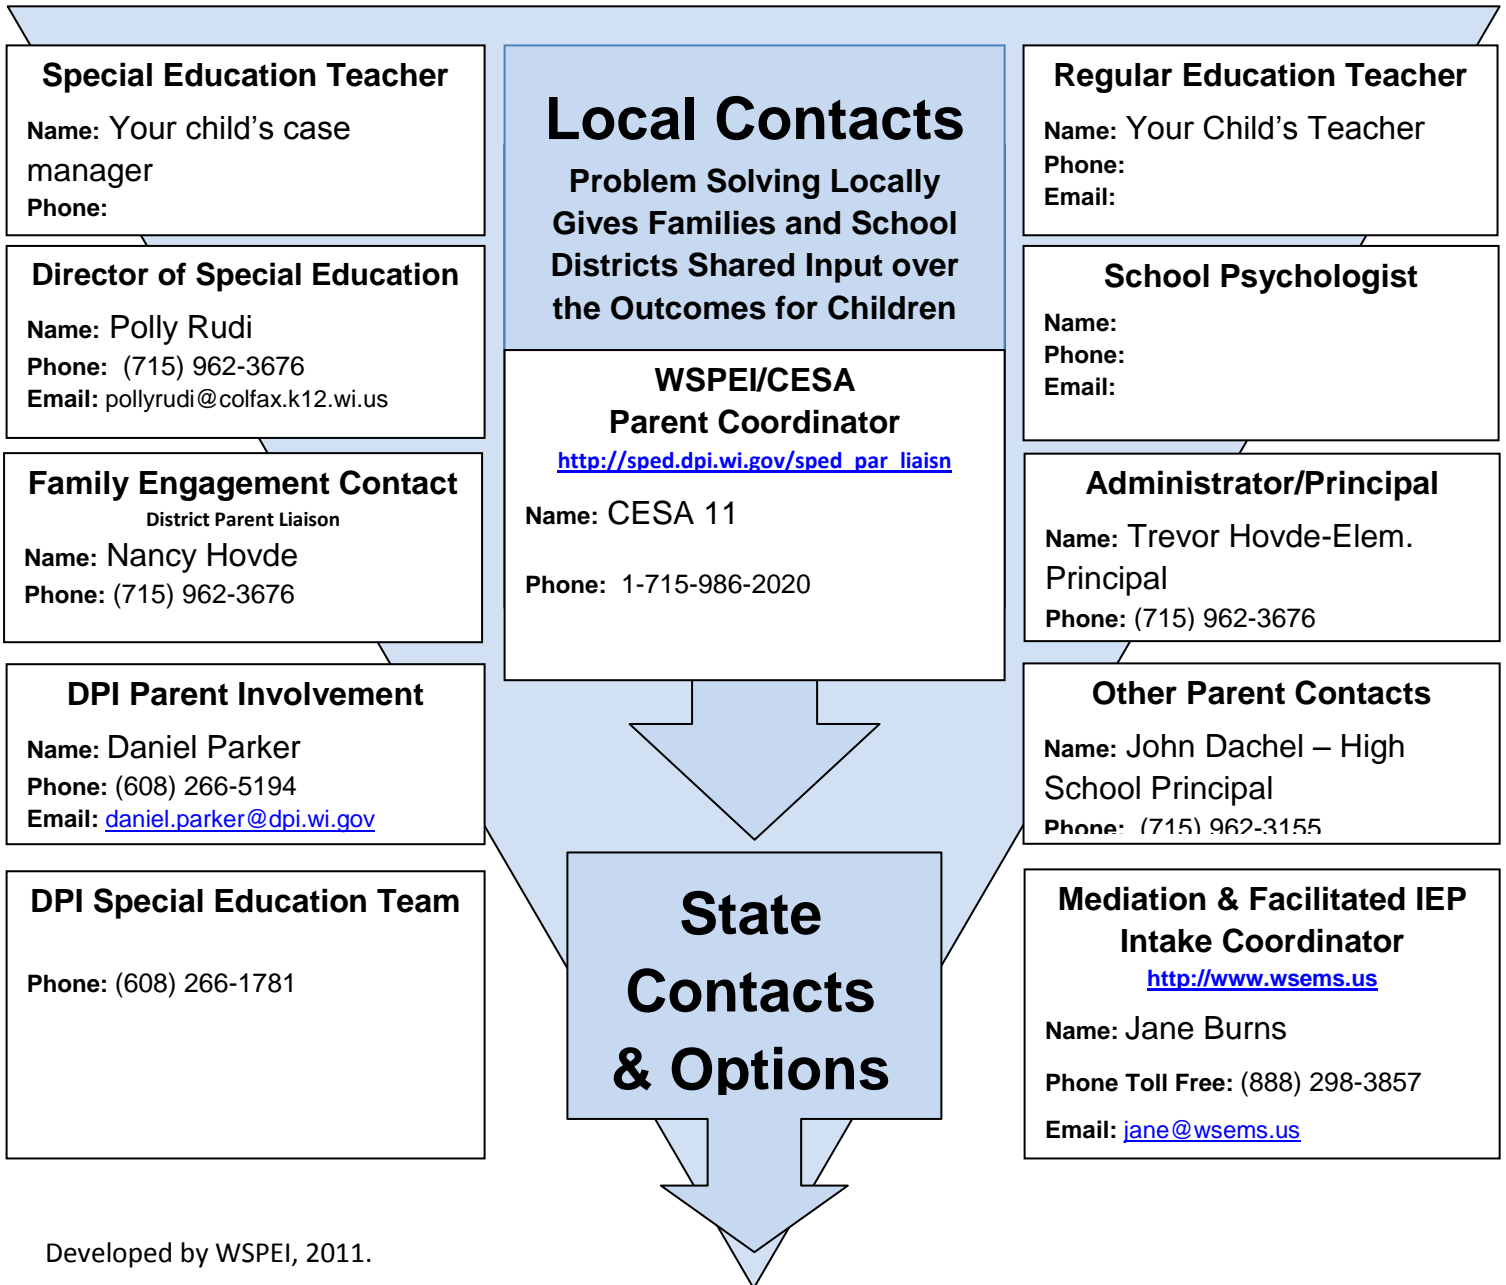 Special Education Teacher
Name: Your child's case
manager
Phone:
Director of Special Education
Name: Polly Rudi
Phone: (715) 962-3676
Email: pollyrudi@colfax.k12.wi.us
Family Engagement Contact
District Parent Liaison
Name: Nancy Hovde
Phone: (715) 962-3676
DPI Parent Involvement
Name: Daniel Parker
Phone: (608) 266-5194
Email: daniel.parker@dpi.wi.gov
DPI Special Education Team
Phone: (608) 266-1781
Local Contacts
Problem Solving Locally
Gives Families and School
Districts Shared Input over
the Outcomes for Children
WSPEI/CESA
Parent Coordinator
http://sped.dpi.wi.gov/sped_par_liaisn
Name: CESA 11
Phone: 1-715-986-2020
State
Contacts
& Options
Regular Education Teacher
Name: Your Child's Teacher
Phone:
Email:
School Psychologist
Name:
Phone:
Email:
Administrator/Principal
Name: Trevor Hovde-Elem.
Principal
Phone: (715) 962-3676
Other Parent Contacts
Name: John Dachel – High
School Principal
Phone: (715) 962-3155
Mediation & Facilitated IEP
Intake Coordinator
http://www.wsems.us
Name: Jane Burns
Phone Toll Free: (888) 298-3857
Email: jane@wsems.us
Developed by WSPEI, 2011.